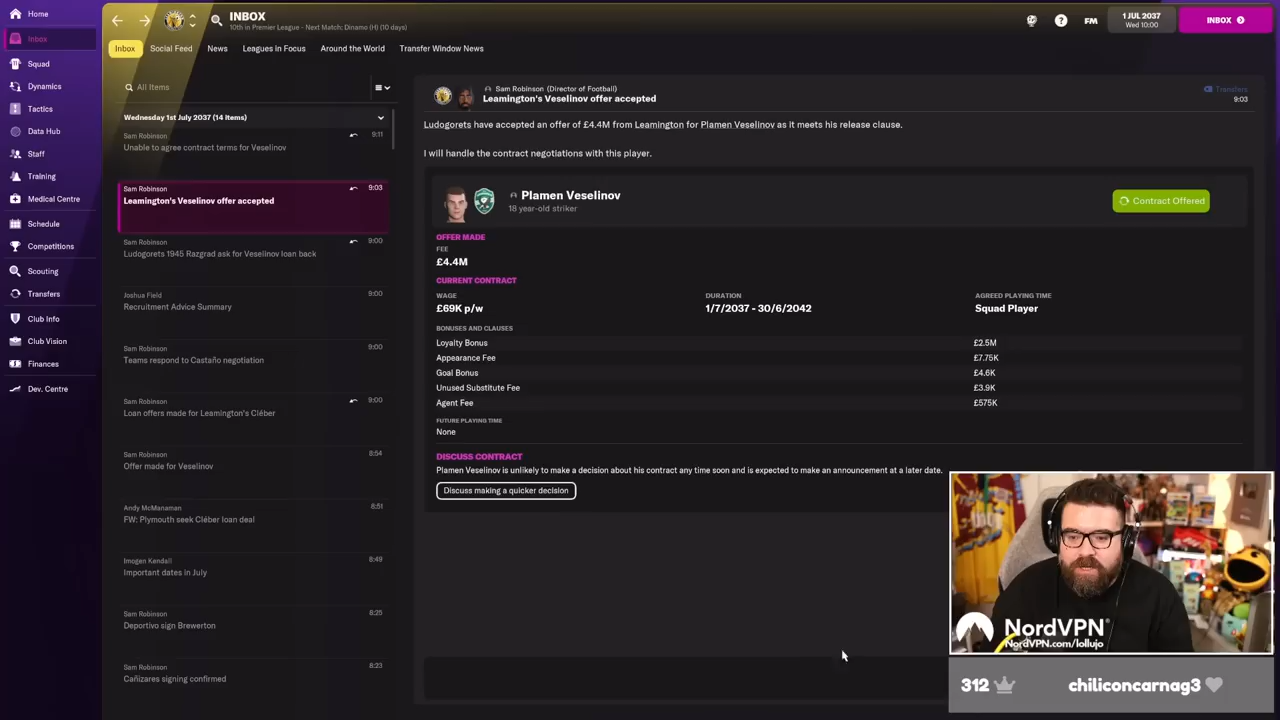 Home
Inbox
Squad
Dynamics
Tactics
Data Hub
Staff
Training
Medical Centre
Schedule
Competitions
Scouting
Transfers
Club Info
Club Vision
Finances
Dev. Centre
INBOX
10th in Premier League - Next Match: Dinamo (H) (10 days)
FM
1 JUL 2037
Wed 10:00
INBOX
Inbox
Social Feed
News
Leagues in Focus
Around the World
Transfer Window News
All Items
Wednesday 1st July 2037 (14 Items)
Sam Robinson 9:11
Unable to agree contract terms for Veselinov
Sam Robinson 9:03
Leamington's Veselinov offer accepted
Sam Robinson 9:00
Ludogorets 1945 Razgrad ask for Veselinov loan back
Joshua Field 9:00
Recruitment Advice Summary
Sam Robinson 9:00
Teams respond to Castaño negotiation
Sam Robinson 9:00
Loan offers made for Leamington's Cléber
Sam Robinson 8:54
Offer made for Veselinov
Andy McManaman 8:51
FW: Plymouth seek Cléber loan deal
Imogen Kendall 8:49
Important dates in July
Sam Robinson 8:25
Deportivo sign Brewerton
Sam Robinson 8:23
Cañizares signing confirmed
Sam Robinson (Director of Football)
Leamington's Veselinov offer accepted
Transfers
9:03
Ludogorets have accepted an offer of £4.4M from Leamington for Plamen Veselinov as it meets his release clause.
I will handle the contract negotiations with this player.
Plamen Veselinov
18 year-old striker
Contract Offered
OFFER MADE
FEE
£4.4M
CURRENT CONTRACT
WAGE DURATION AGREED PLAYING TIME
£69K p/w 1/7/2037 - 30/6/2042 Squad Player
BONUSES AND CLAUSES
Loyalty Bonus £2.5M
Appearance Fee £7.75K
Goal Bonus £4.6K
Unused Substitute Fee £3.9K
Agent Fee £575K
FUTURE PLAYING TIME
None
DISCUSS CONTRACT
Plamen Veselinov is unlikely to make a decision about his contract any time soon and is expected to make an announcement at a later date.
Discuss making a quicker decision
NordVPN®
NordVPN.com/lollujo
312 chiliconcarnag3